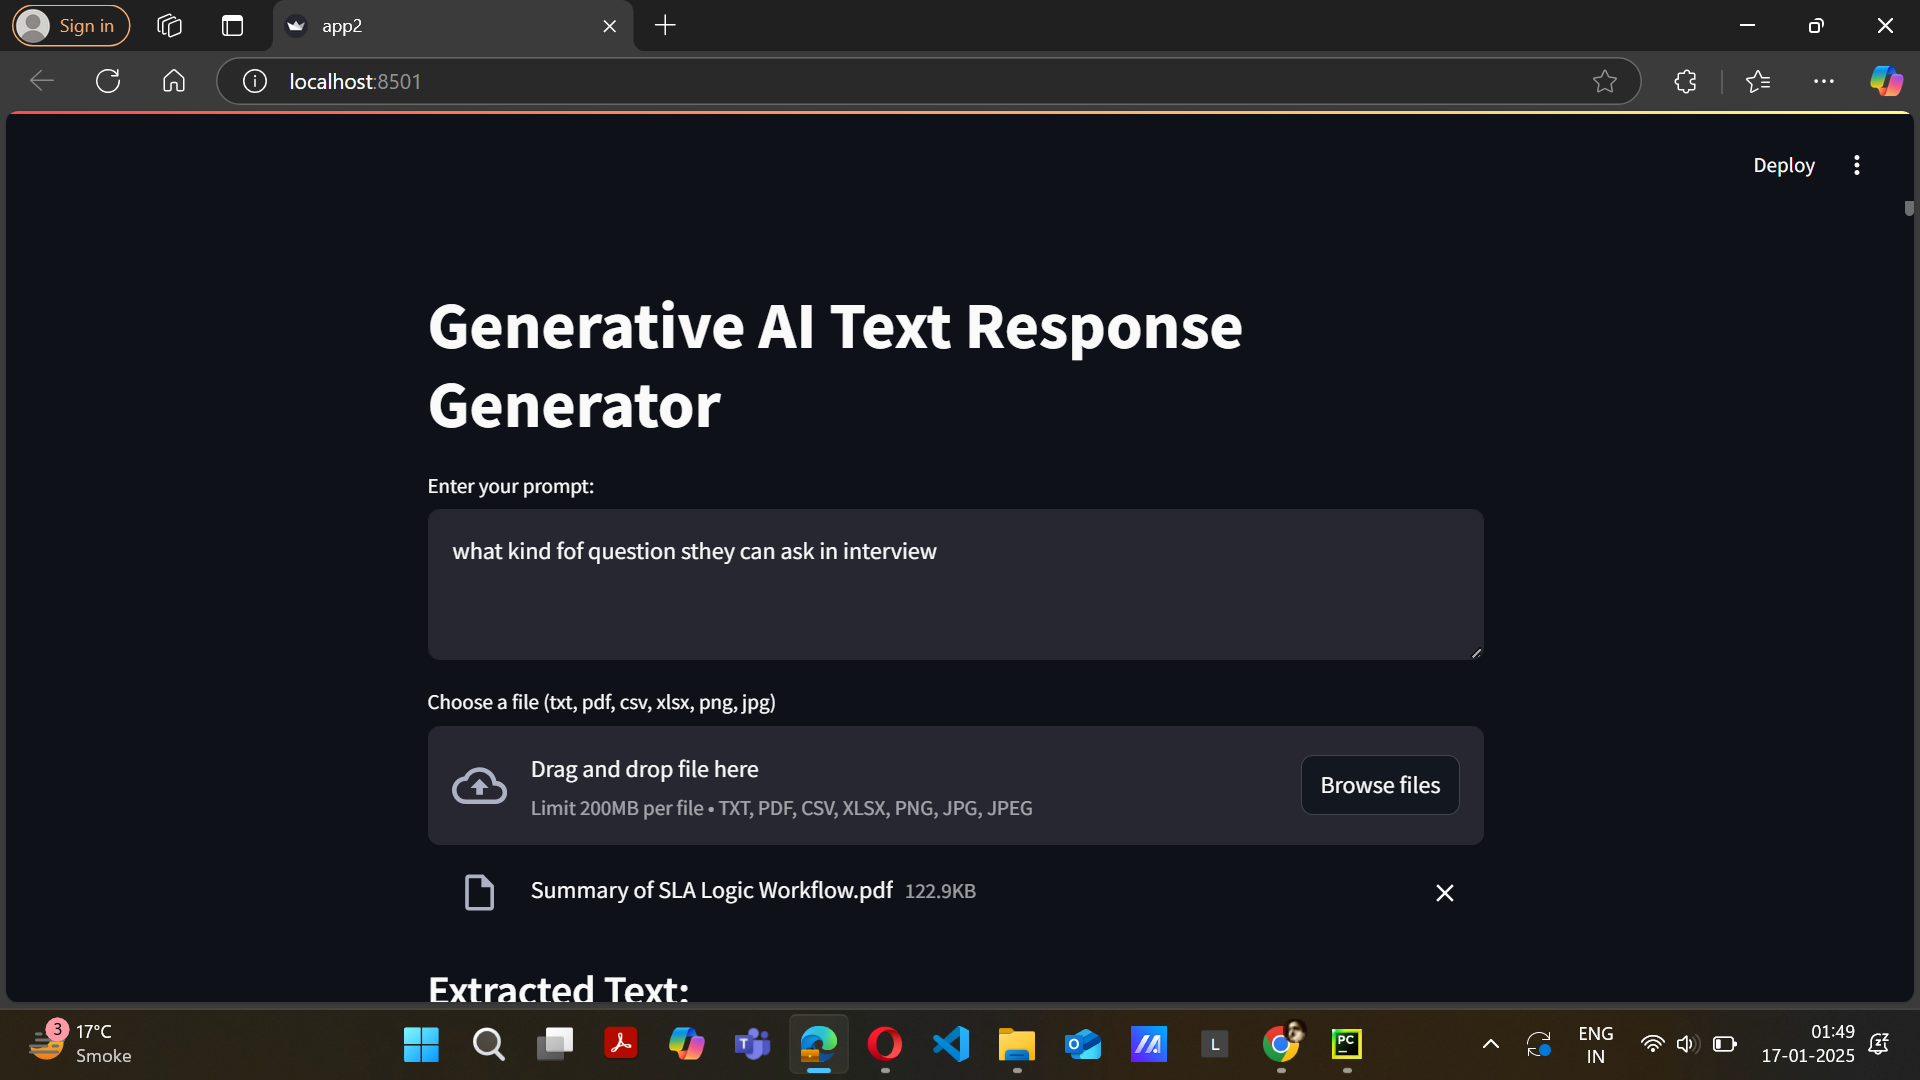 Sign in
app2
localhost:8501
Deploy
Generative AI Text Response
Generator
Enter your prompt:
what kind fof question sthey can ask in interview
Choose a file (txt, pdf, csv, xlsx, png, jpg)
Drag and drop file here
Limit 200MB per file • TXT, PDF, CSV, XLSX, PNG, JPG, JPEG
Browse files
Summary of SLA Logic Workflow.pdf 122.9KB
Extracted Text:
3
17°C
Smoke
T
O
L
PC
ENG
IN
01:49
17-01-2025